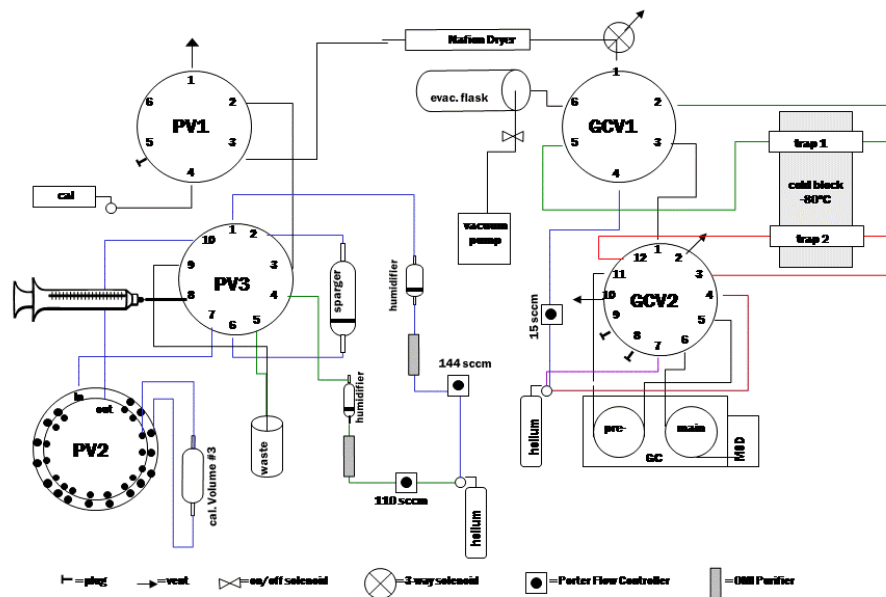 Nafion Dryer
1
6
2
PV1
5
3
4
cal
evac. flask
1
6
2
GCV1
5
3
4
trap 1
cold block
-80°C
trap 2
vacuum
pump
1
10
2
9
3
PV3
8
4
7
5
6
sparger
humidifier
1
12
2
11
3
10
GCV2
4
9
5
8
6
7
15 sccm
144 sccm
humidifier
in
out
PV2
cal. Volume #3
waste
110 sccm
helium
helium
pre-
main
GC
MSD
=plug
=vent
=on/off solenoid
=3-way solenoid
=Porter Flow Controller
=OMI Purifier